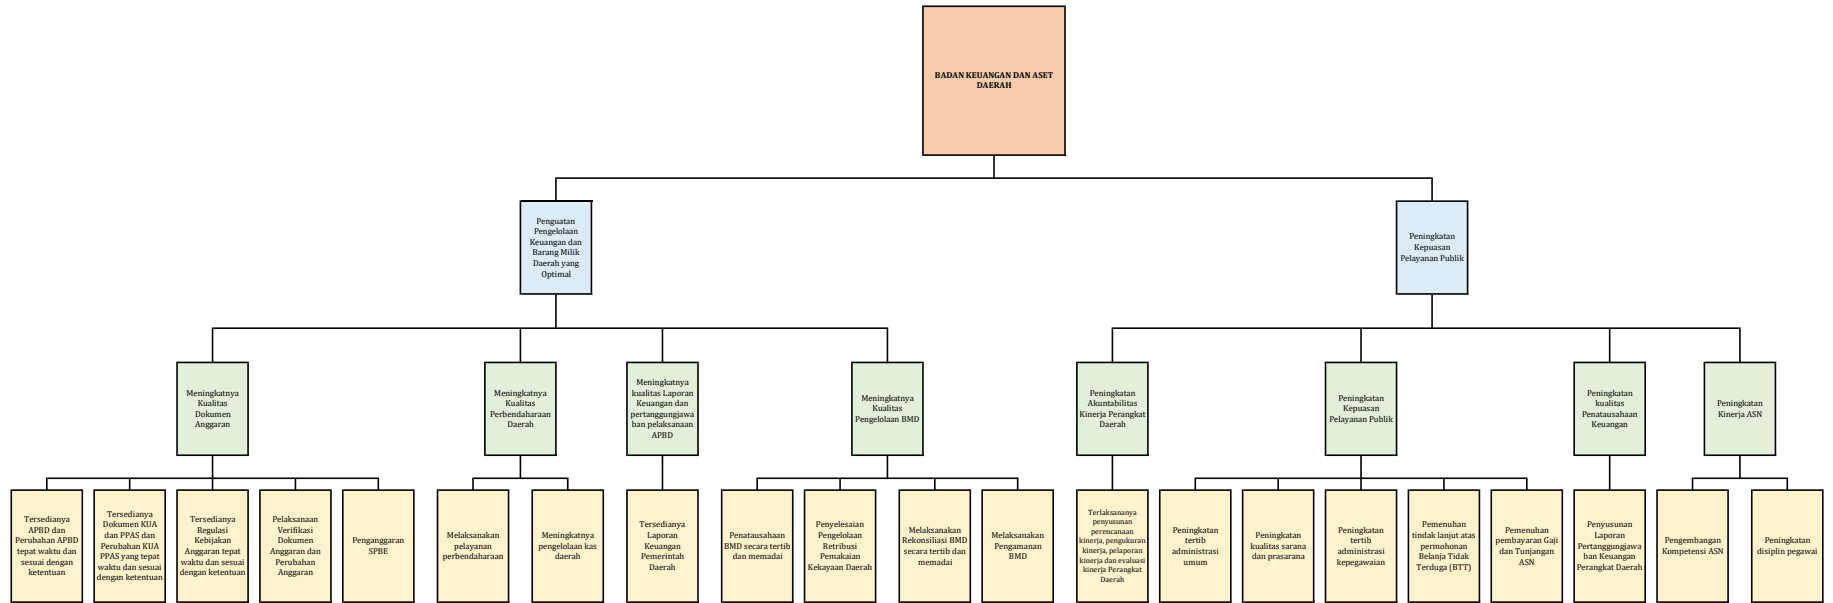 BADAN KEUANGAN DAN ASET
DAERAH
Penguatan
Pengelolaan
Keuangan dan
Barang Milik
Daerah yang
Optimal
Peningkatan
Kepuasan
Pelayanan Publik
Meningkatnya
Kualitas
Dokumen
Anggaran
Meningkatnya
Kualitas
Perbendaharaan
Daerah
Meningkatnya
kualitas Laporan
Keuangan dan
pertanggungjawa
ban pelaksanaan
APBD
Meningkatnya
Kualitas
Pengelolaan BMD
Peningkatan
Akuntabilitas
Kinerja Perangkat
Daerah
Peningkatan
Kepuasan
Pelayanan Publik
Peningkatan
kualitas
Penatausahaan
Keuangan
Peningkatan
Kinerja ASN
Tersedianya
APBD dan
Perubahan APBD
tepat waktu dan
sesuai dengan
ketentuan
Tersedianya
Dokumen KUA
dan PPAS dan
Perubahan KUA
PPAS yang tepat
waktu dan sesuai
dengan ketentuan
Tersedianya
Regulasi
Kebijakan
Anggaran tepat
waktu dan sesuai
dengan ketentuan
Pelaksanaan
Verifikasi
Dokumen
Anggaran dan
Perubahan
Anggaran
Penganggaran
SPBE
Melaksanakan
pelayanan
perbendaharaan
Meningkatnya
pengelolaan kas
daerah
Tersedianya
Laporan
Keuangan
Pemerintah
Daerah
Penatausahaan
BMD secara tertib
dan memadai
Penyelesaian
Pengelolaan
Retribusi
Pemakaian
Kekayaan Daerah
Melaksanakan
Rekonsiliasi BMD
secara tertib dan
memadai
Melaksanakan
Pengamanan
BMD
Terlaksananya
penyusunan
perencanaan
kinerja, pengukuran
kinerja, pelaporan
kinerja dan evaluasi
kinerja Perangkat
Daerah
Peningkatan
tertib
administrasi
umum
Peningkatan
kualitas sarana
dan prasarana
Peningkatan
tertib
administrasi
kepegawaian
Pemenuhan
tindak lanjut atas
permohonan
Belanja Tidak
Terduga (BTT)
Pemenuhan
pembayaran Gaji
dan Tunjangan
ASN
Penyusunan
Laporan
Pertanggungjawa
ban Keuangan
Perangkat Daerah
Pengembangan
Kompetensi ASN
Peningkatan
disiplin pegawai